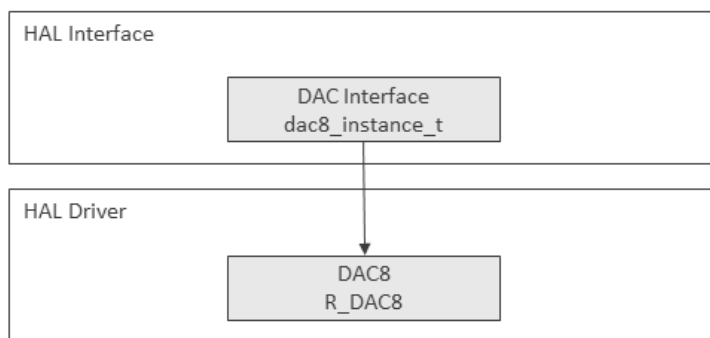 HAL Interface
DAC Interface
dac8_instance_t
HAL Driver
DAC8
R_DAC8